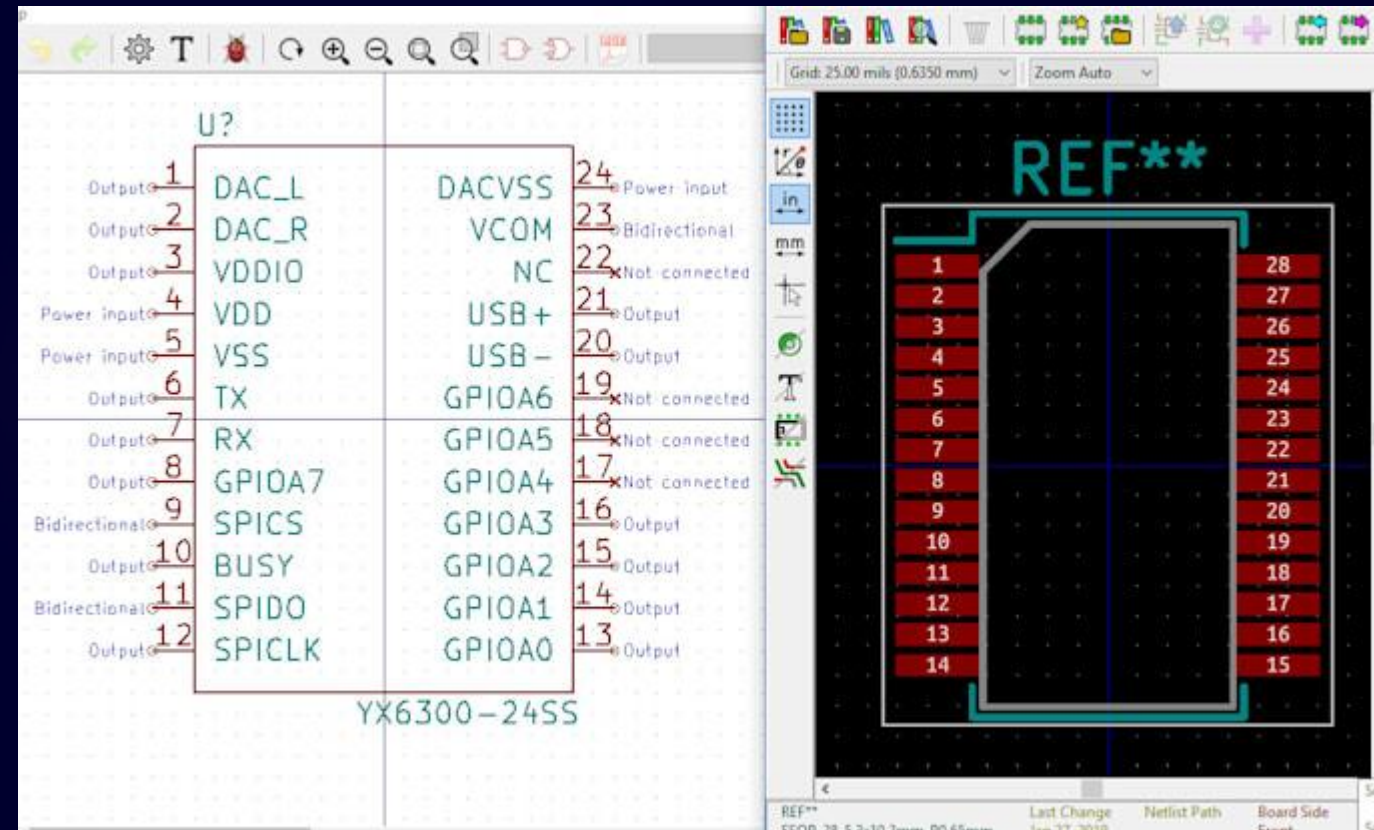 U?
Output 1 DAC_L DACVSS 24 Power input
Output 2 DAC_R VCOM 23 Bidirectional
Output 3 VDDIO NC 22 Not connected
Power input 4 VDD USB+ 21 Output
Power input 5 VSS USB- 20 Output
Output 6 TX GPIOA6 19 Not connected
Output 7 RX GPIOA5 18 Not connected
Output 8 GPIOA7 GPIOA4 17 Not connected
Bidirectional 9 SPICS GPIOA3 16 Output
Output 10 BUSY GPIOA2 15 Output
Bidirectional 11 SPIDO GPIOA1 14 Output
Output 12 SPICLK GPIOA0 13 Output
YX6300-24SS
Grid: 25.00 mils (0.6350 mm) Zoom Auto
in
mm
REF**
1 28
2 27
3 26
4 25
5 24
6 23
7 22
8 21
9 20
10 19
11 18
12 17
13 16
14 15
REF** Last Change Netlist Path Board Side